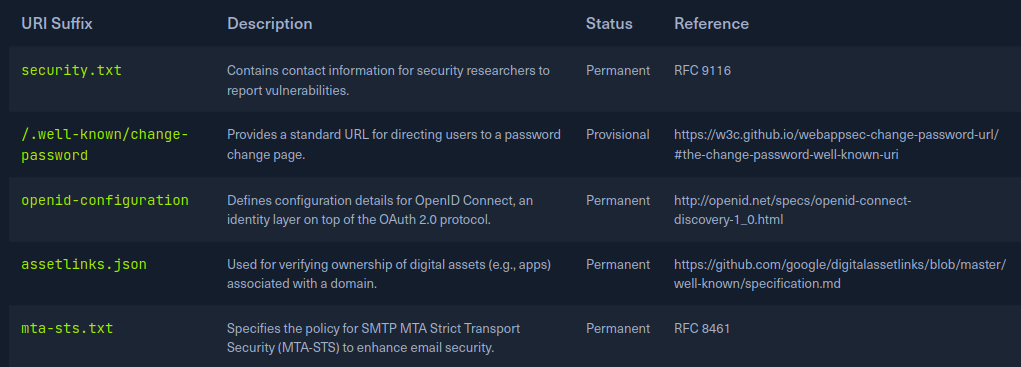 URI Suffix Description Status Reference
security.txt Contains contact information for security researchers to Permanent RFC 9116
report vulnerabilities.
/.well-known/change- Provides a standard URL for directing users to a password Provisional https://w3c.github.io/webappsec-change-password-url/
password change page. #the-change-password-well-known-uri
openid-configuration Defines configuration details for OpenID Connect, an Permanent http://openid.net/specs/openid-connect-
identity layer on top of the OAuth 2.0 protocol. discovery-1_0.html
assetlinks.json Used for verifying ownership of digital assets (e.g., apps) Permanent https://github.com/google/digitalassetlinks/blob/master/
associated with a domain. well-known/specification.md
mta-sts.txt Specifies the policy for SMTP MTA Strict Transport Permanent RFC 8461
Security (MTA-STS) to enhance email security.